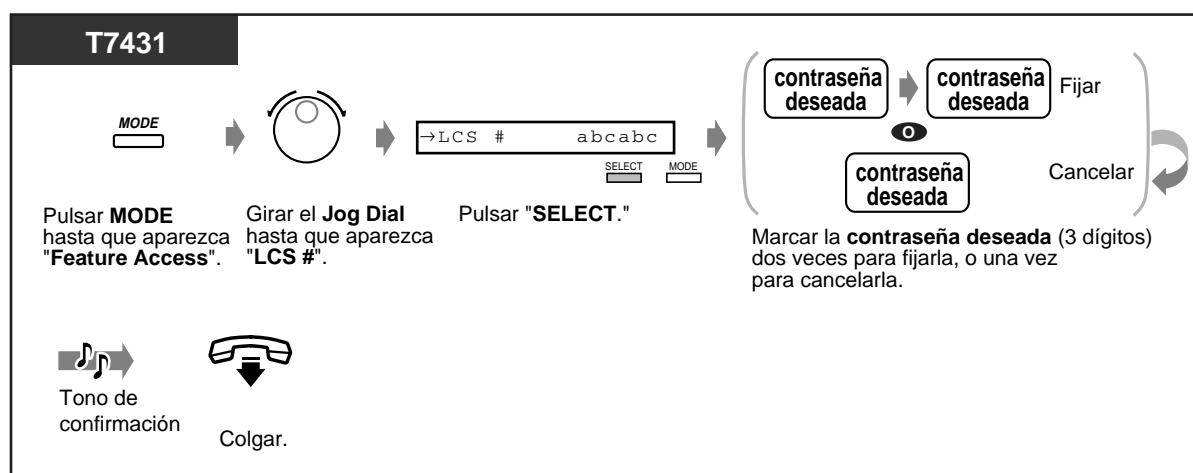 T7431
MODE
→LCS # abcabc
SELECT MODE
contraseña
deseada
contraseña
deseada
Fijar
O
contraseña
deseada
Cancelar
Pulsar MODE
hasta que aparezca
"Feature Access".
Girar el Jog Dial
hasta que aparezca
"LCS #".
Pulsar "SELECT."
Marcar la contraseña deseada (3 dígitos)
dos veces para fijarla, o una vez
para cancelarla.
Tono de
confirmación
Colgar.